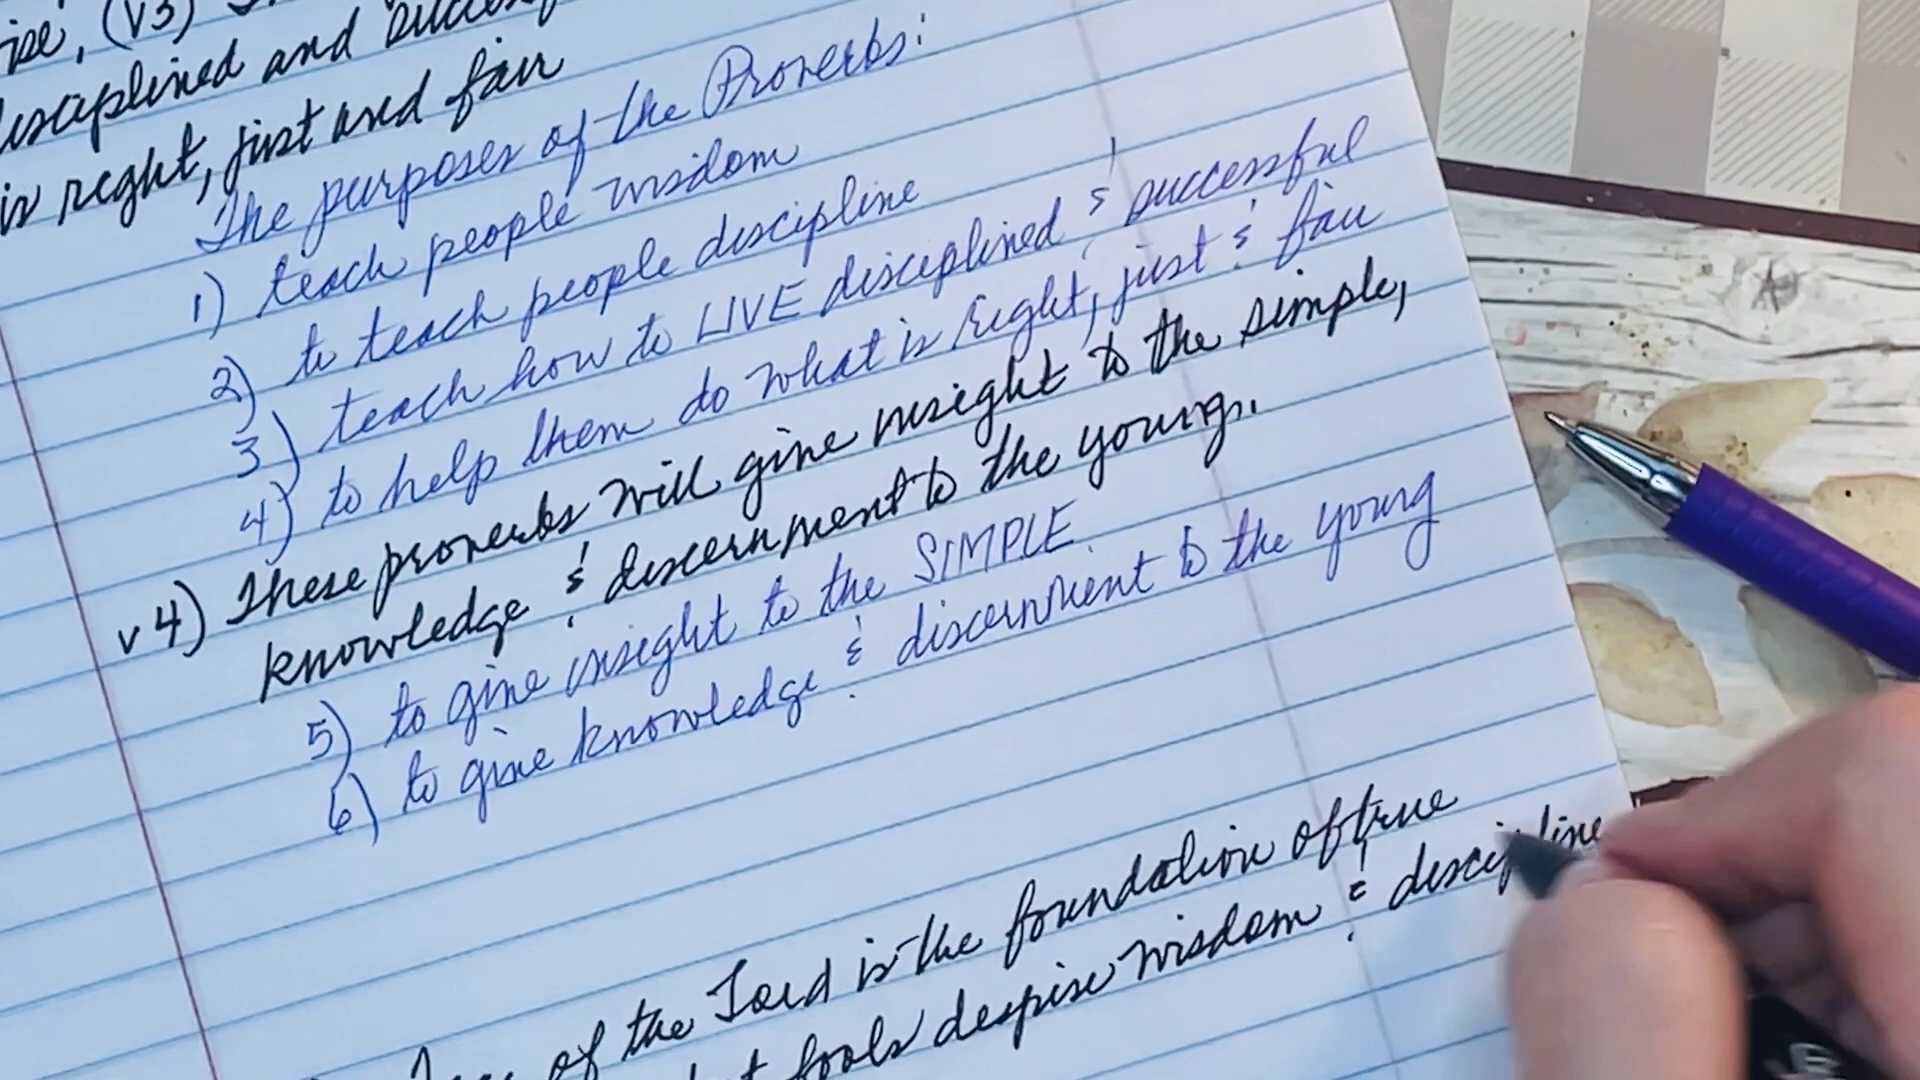 (v3)
disciplined and
is right, just and fair
The purposes of the Proverbs:
1) teach people wisdom
2) to teach people discipline
3) teach how to LIVE disciplined & successful
4) to help them do what is right, just & fair
v4) These proverbs will give insight to the simple,
knowledge & discernment to the young.
5) to give insight to the SIMPLE
6) to give knowledge & discernment to the young
of the Lord is the foundation of true
fools despise wisdom & discipline